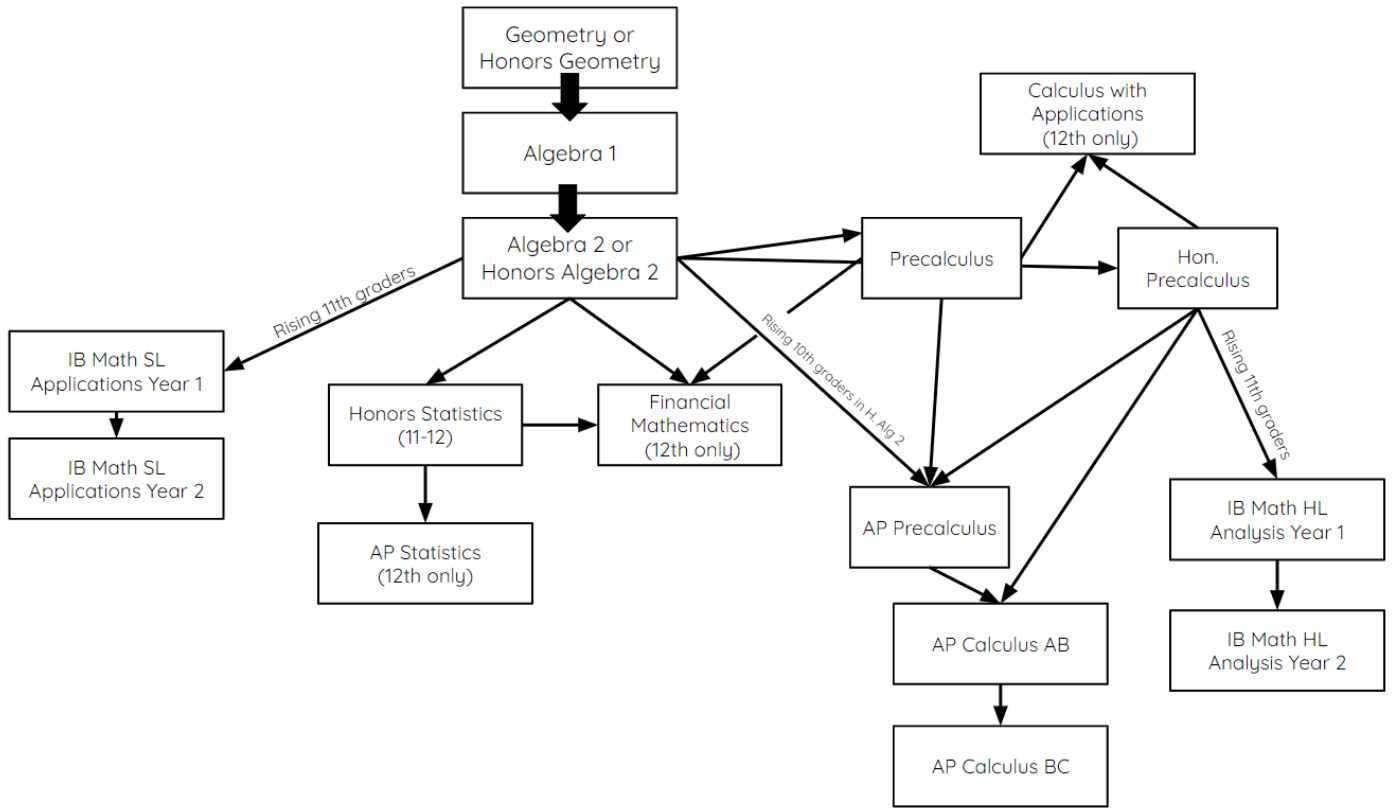 Geometry or
Honors Geometry
Calculus with
Applications
(12th only)
Algebra 1
Algebra 2 or
Honors Algebra 2
Precalculus
Hon.
Precalculus
Rising 11th graders
Rising 10th graders in H. Alg 2
Rising 11th graders
IB Math SL
Applications Year 1
Honors Statistics
(11-12)
Financial
Mathematics
(12th only)
IB Math SL
Applications Year 2
AP Precalculus
IB Math HL
Analysis Year 1
AP Statistics
(12th only)
AP Calculus AB
IB Math HL
Analysis Year 2
AP Calculus BC